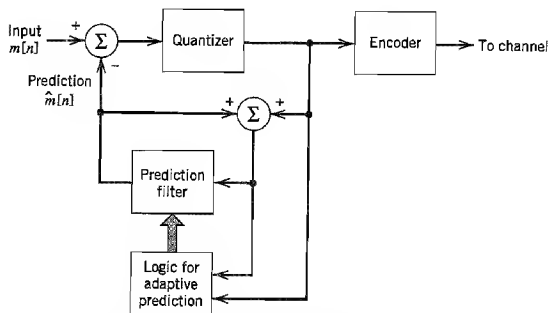 Input
m[n]
+
Σ
−
Quantizer
Encoder
To channel
Prediction
m̂[n]
+
Σ
+
Prediction
filter
Logic for
adaptive
prediction